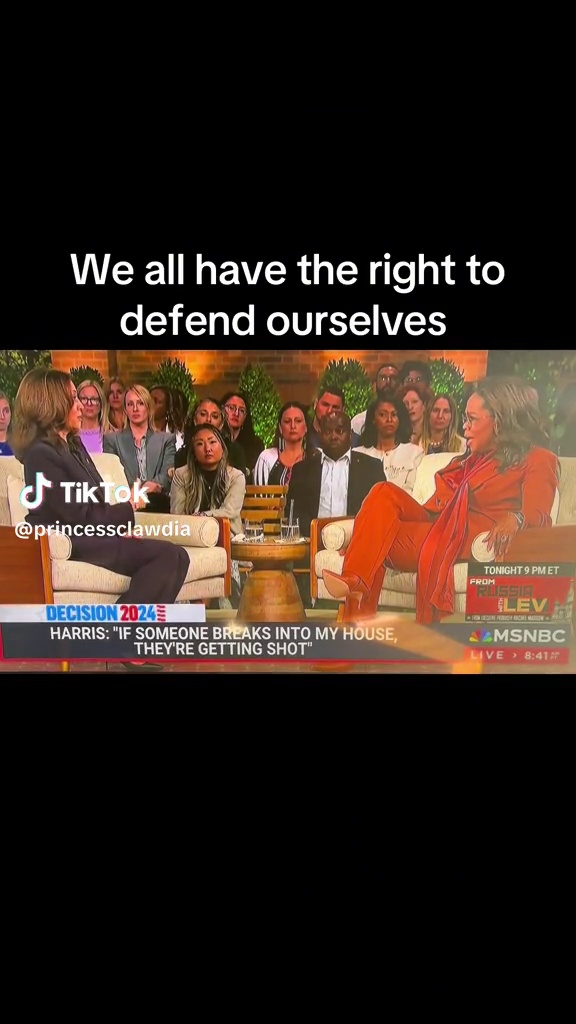 We all have the right to
defend ourselves
TikTok
@princessclawdia
TONIGHT 9 PM ET
FROM
RUSSIA
WITH
LEV
DECISION 2024
HARRIS: "IF SOMEONE BREAKS INTO MY HOUSE,
THEY'RE GETTING SHOT"
MSNBC
LIVE > 8:41